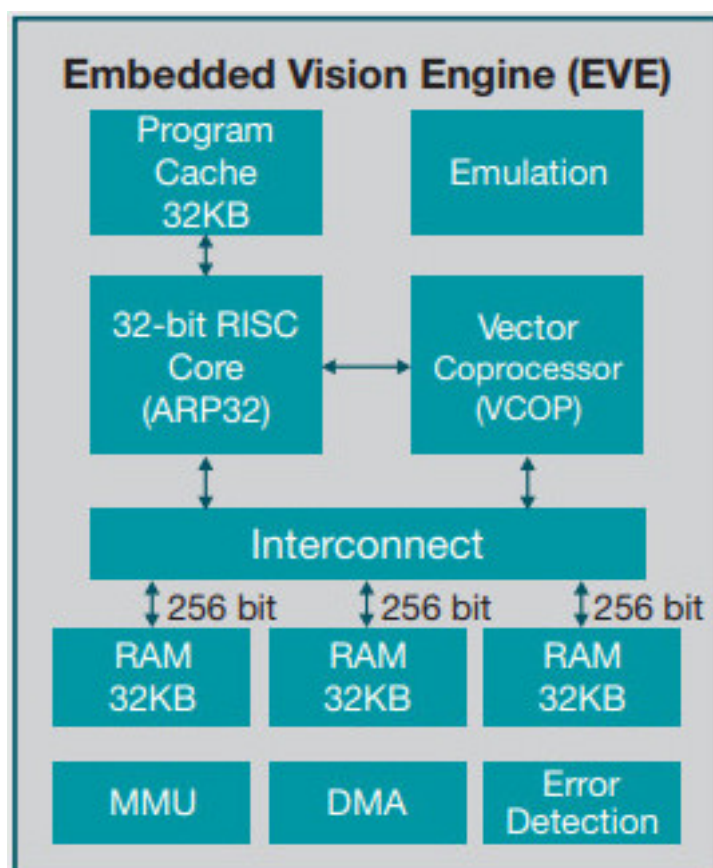 Embedded Vision Engine (EVE)
Program
Cache
32KB
Emulation
32-bit RISC
Core
(ARP32)
Vector
Coprocessor
(VCOP)
Interconnect
256 bit
256 bit
256 bit
RAM
32KB
RAM
32KB
RAM
32KB
MMU
DMA
Error
Detection